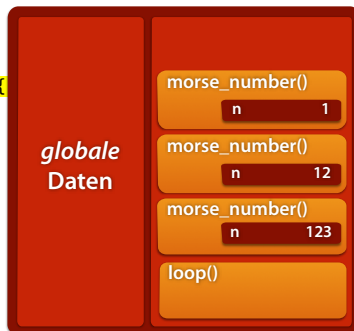 {
globale
Daten
morse_number()
n 1
morse_number()
n 12
morse_number()
n 123
loop()